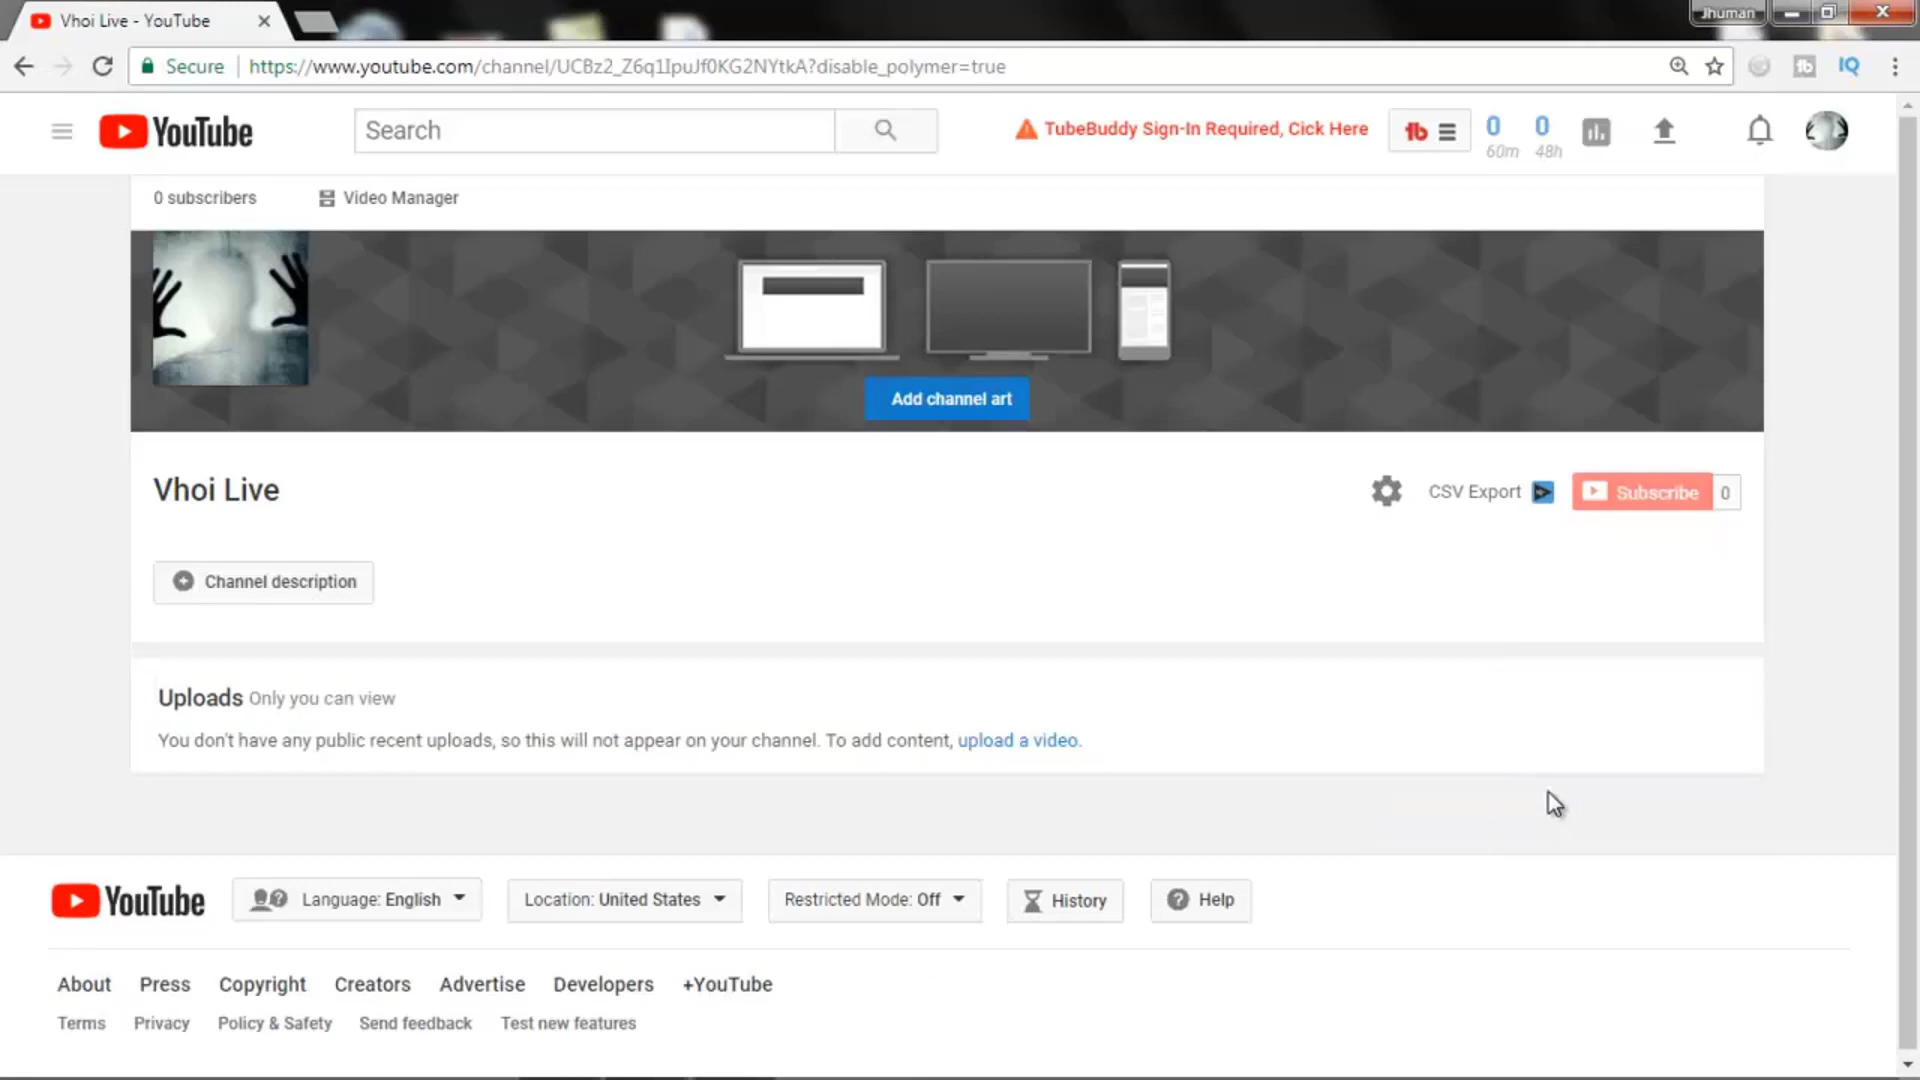 Vhoi Live - YouTube
Jhuman
Secure
https://www.youtube.com/channel/UCBz2_Z6q1IpuJf0KG2NYtkA?disable_polymer=true
IQ
YouTube
Search
TubeBuddy Sign-In Required, Cick Here
tb
0 0
60m 48h
0 subscribers Video Manager
Add channel art
Vhoi Live
CSV Export Subscribe 0
Channel description
Uploads Only you can view
You don't have any public recent uploads, so this will not appear on your channel. To add content, upload a video.
YouTube Language: English Location: United States Restricted Mode: Off History Help
About Press Copyright Creators Advertise Developers +YouTube
Terms Privacy Policy & Safety Send feedback Test new features